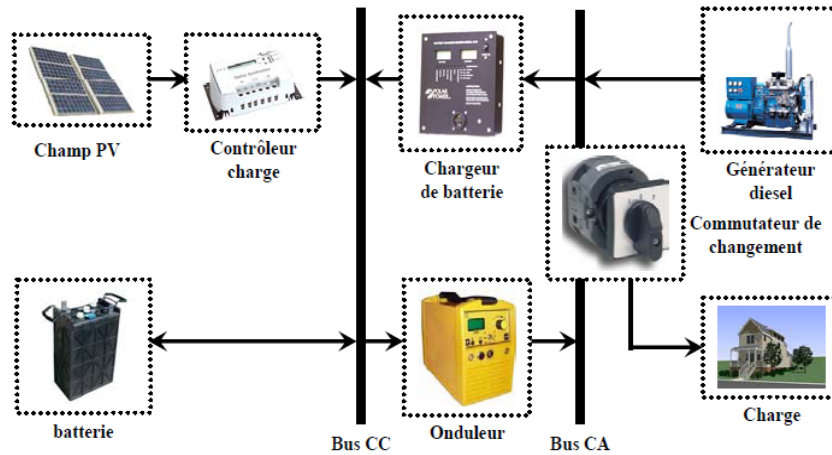 Champ PV
Contrôleur
charge
Chargeur
de batterie
Générateur
diesel
Commutateur de
changement
batterie
Bus CC
Onduleur
Bus CA
Charge